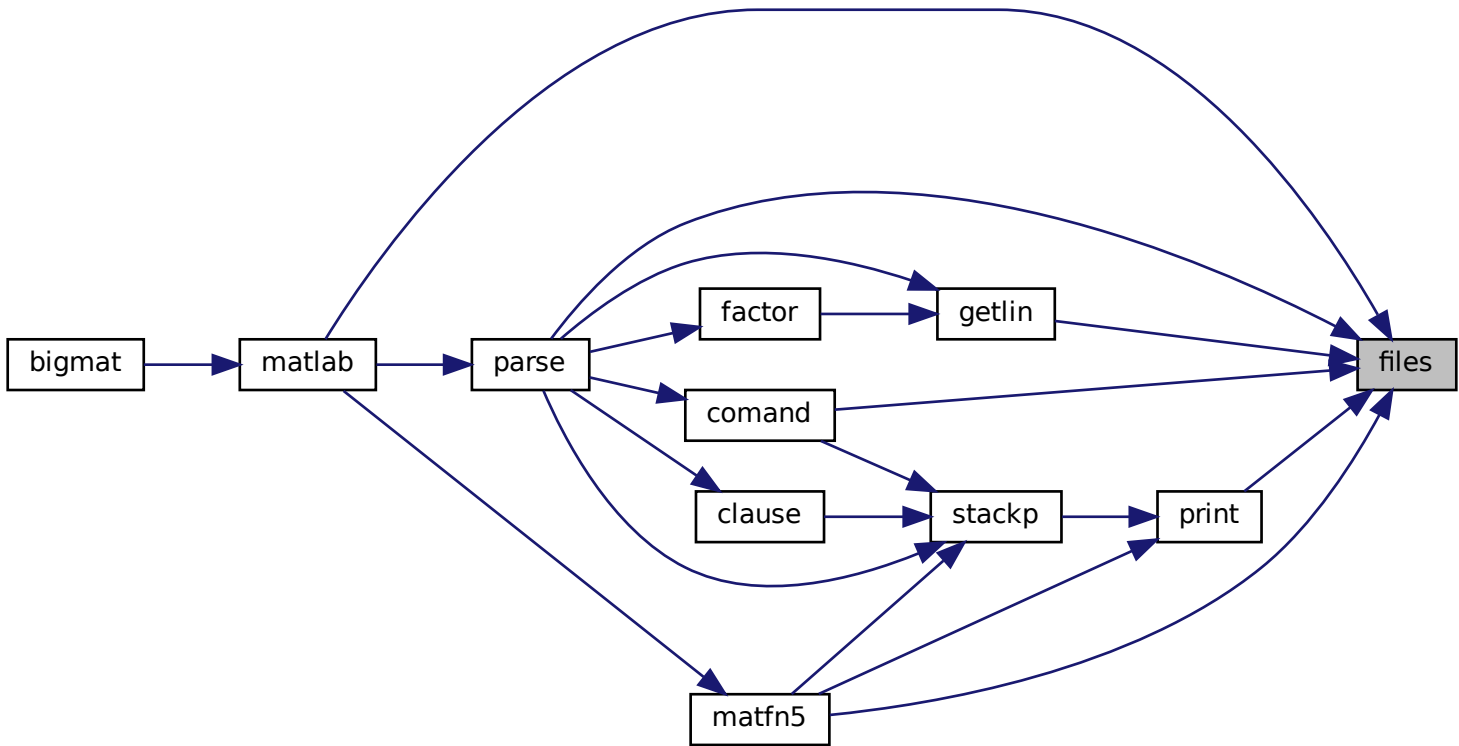 bigmat
matlab
parse
factor
getlin
files
comand
clause
stackp
print
matfn5